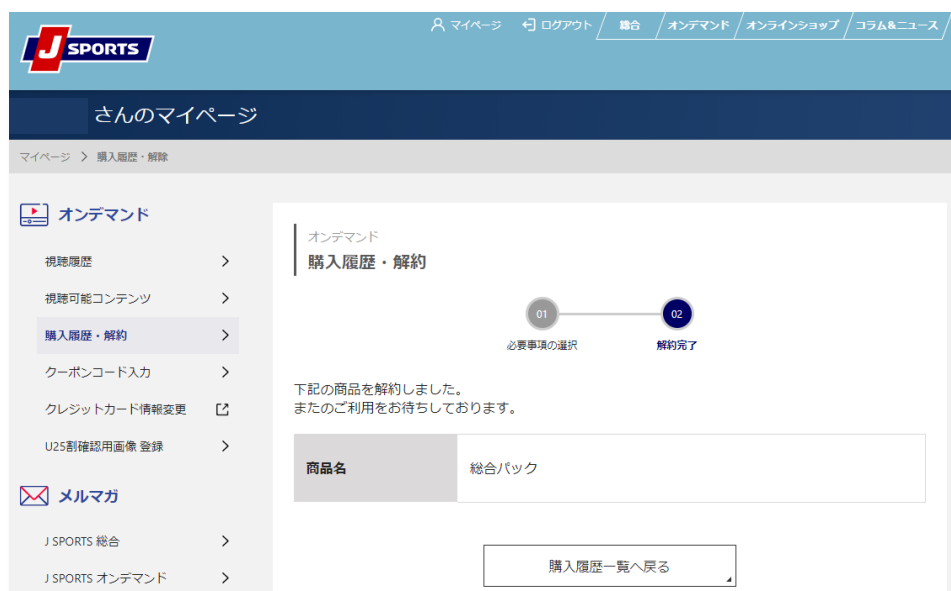 J SPORTS
マイページ ログアウト 総合 オンデマンド オンラインショップ コラム&ニュース
さんのマイページ
マイページ > 購入履歴・解除
オンデマンド
視聴履歴
視聴可能コンテンツ
購入履歴・解約
クーポンコード入力
クレジットカード情報変更
U25割確認用画像 登録
メルマガ
J SPORTS 総合
J SPORTS オンデマンド
オンデマンド
購入履歴・解約
01
必要事項の選択
02
解約完了
下記の商品を解約しました。
またのご利用をお待ちしております。
商品名 総合パック
購入履歴一覧へ戻る